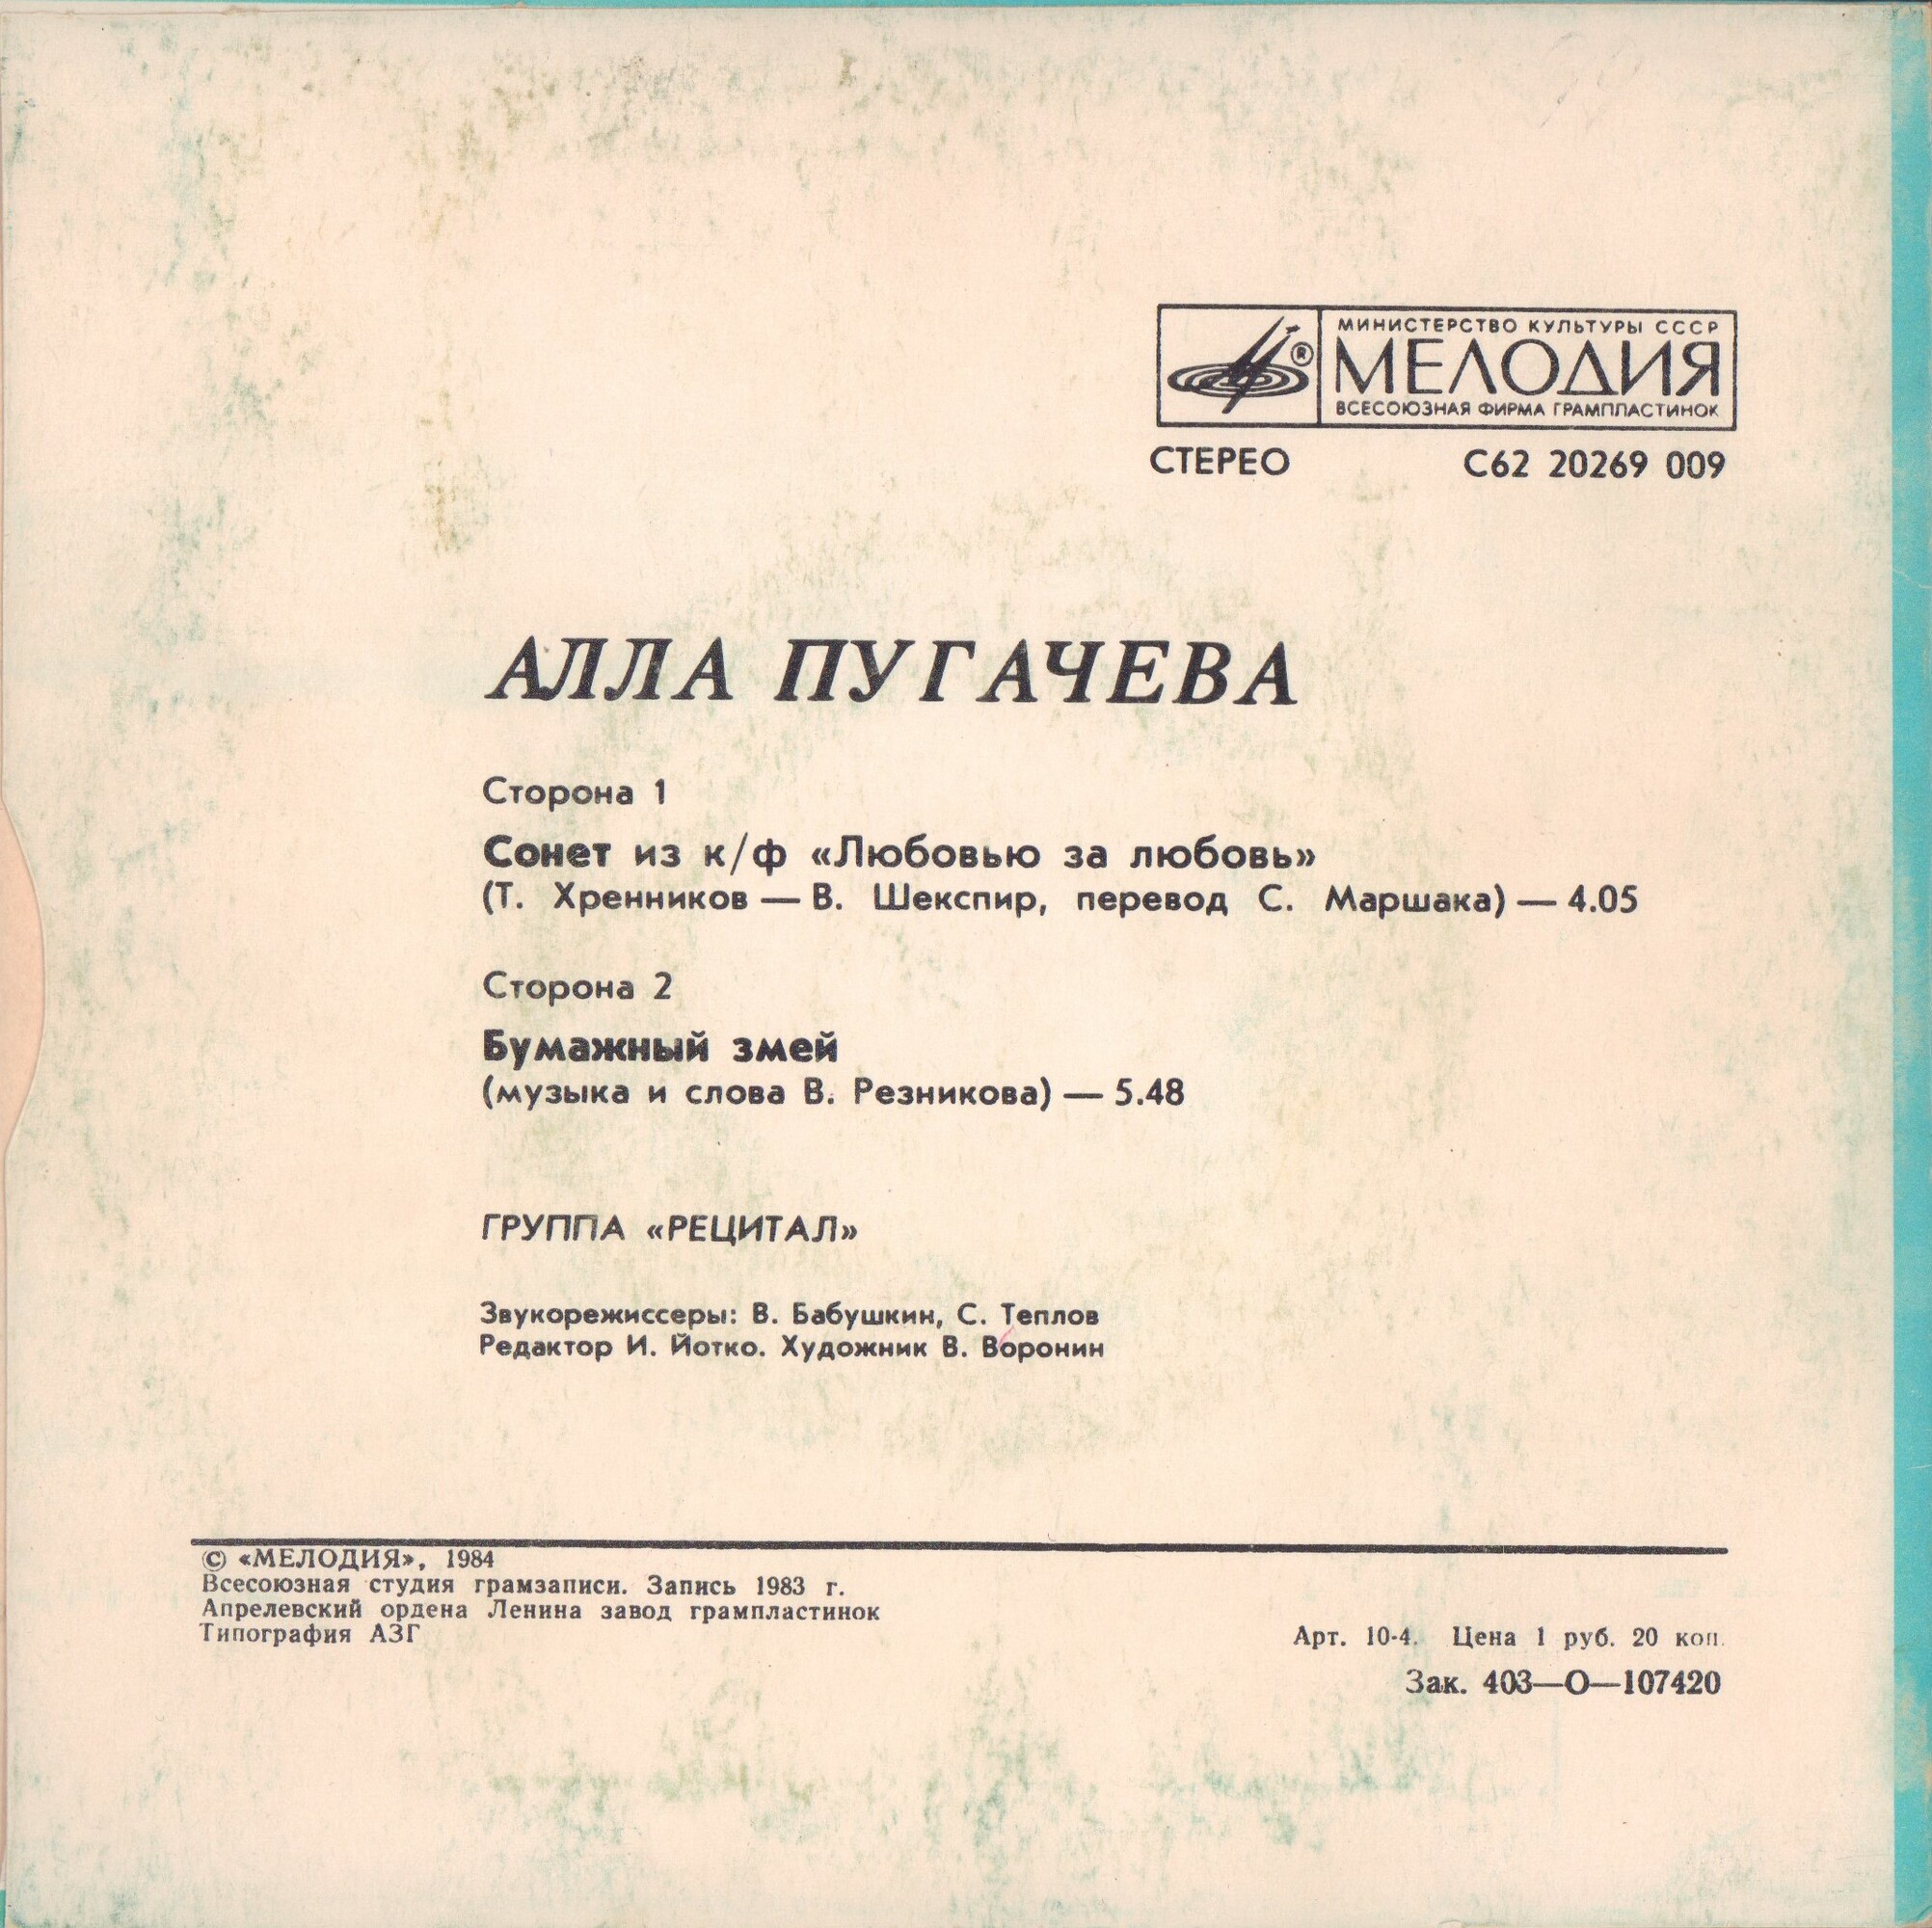 ®
МИНИСТЕРСТВО КУЛЬТУРЫ СССР
МЕЛОДИЯ
ВСЕСОЮЗНАЯ ФИРМА ГРАМПЛАСТИНОК
СТЕРЕО С62 20269 009
АЛЛА ПУГАЧЕВА
Сторона 1
Сонет из к/ф «Любовью за любовь»
(Т. Хренников — В. Шекспир, перевод С. Маршака) — 4.05
Сторона 2
Бумажный змей
(музыка и слова В. Резникова) — 5.48
ГРУППА «РЕЦИТАЛ»
Звукорежиссеры: В. Бабушкин, С. Теплов
Редактор И. Йотко. Художник В. Воронин
© «МЕЛОДИЯ», 1984
Всесоюзная студия грамзаписи. Запись 1983 г.
Апрелевский ордена Ленина завод грампластинок
Типография АЗГ
Арт. 10-4. Цена 1 руб. 20 коп.
Зак. 403—О—107420